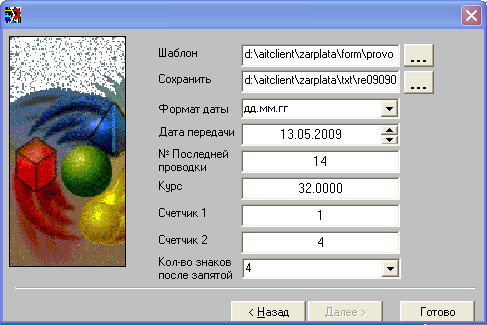 Шаблон d:\aitclient\zarplata\form\provo ...
Сохранить d:\aitclient\zarplata\txt\re09090 ...
Формат даты дд.мм.гг
Дата передачи 13.05.2009
№ Последней
проводки 14
Курс 32.0000
Счетчик 1 1
Счетчик 2 4
Кол-во знаков
после запятой 4
< Назад Далее > Готово